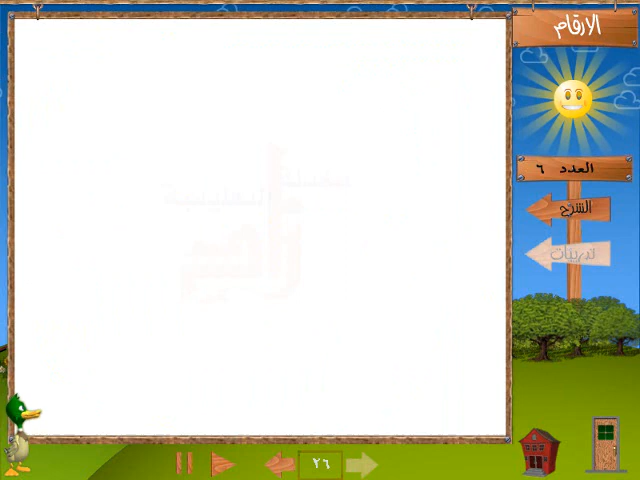 الارقام
العدد ٦
الشرح
تدريبات
٢٦